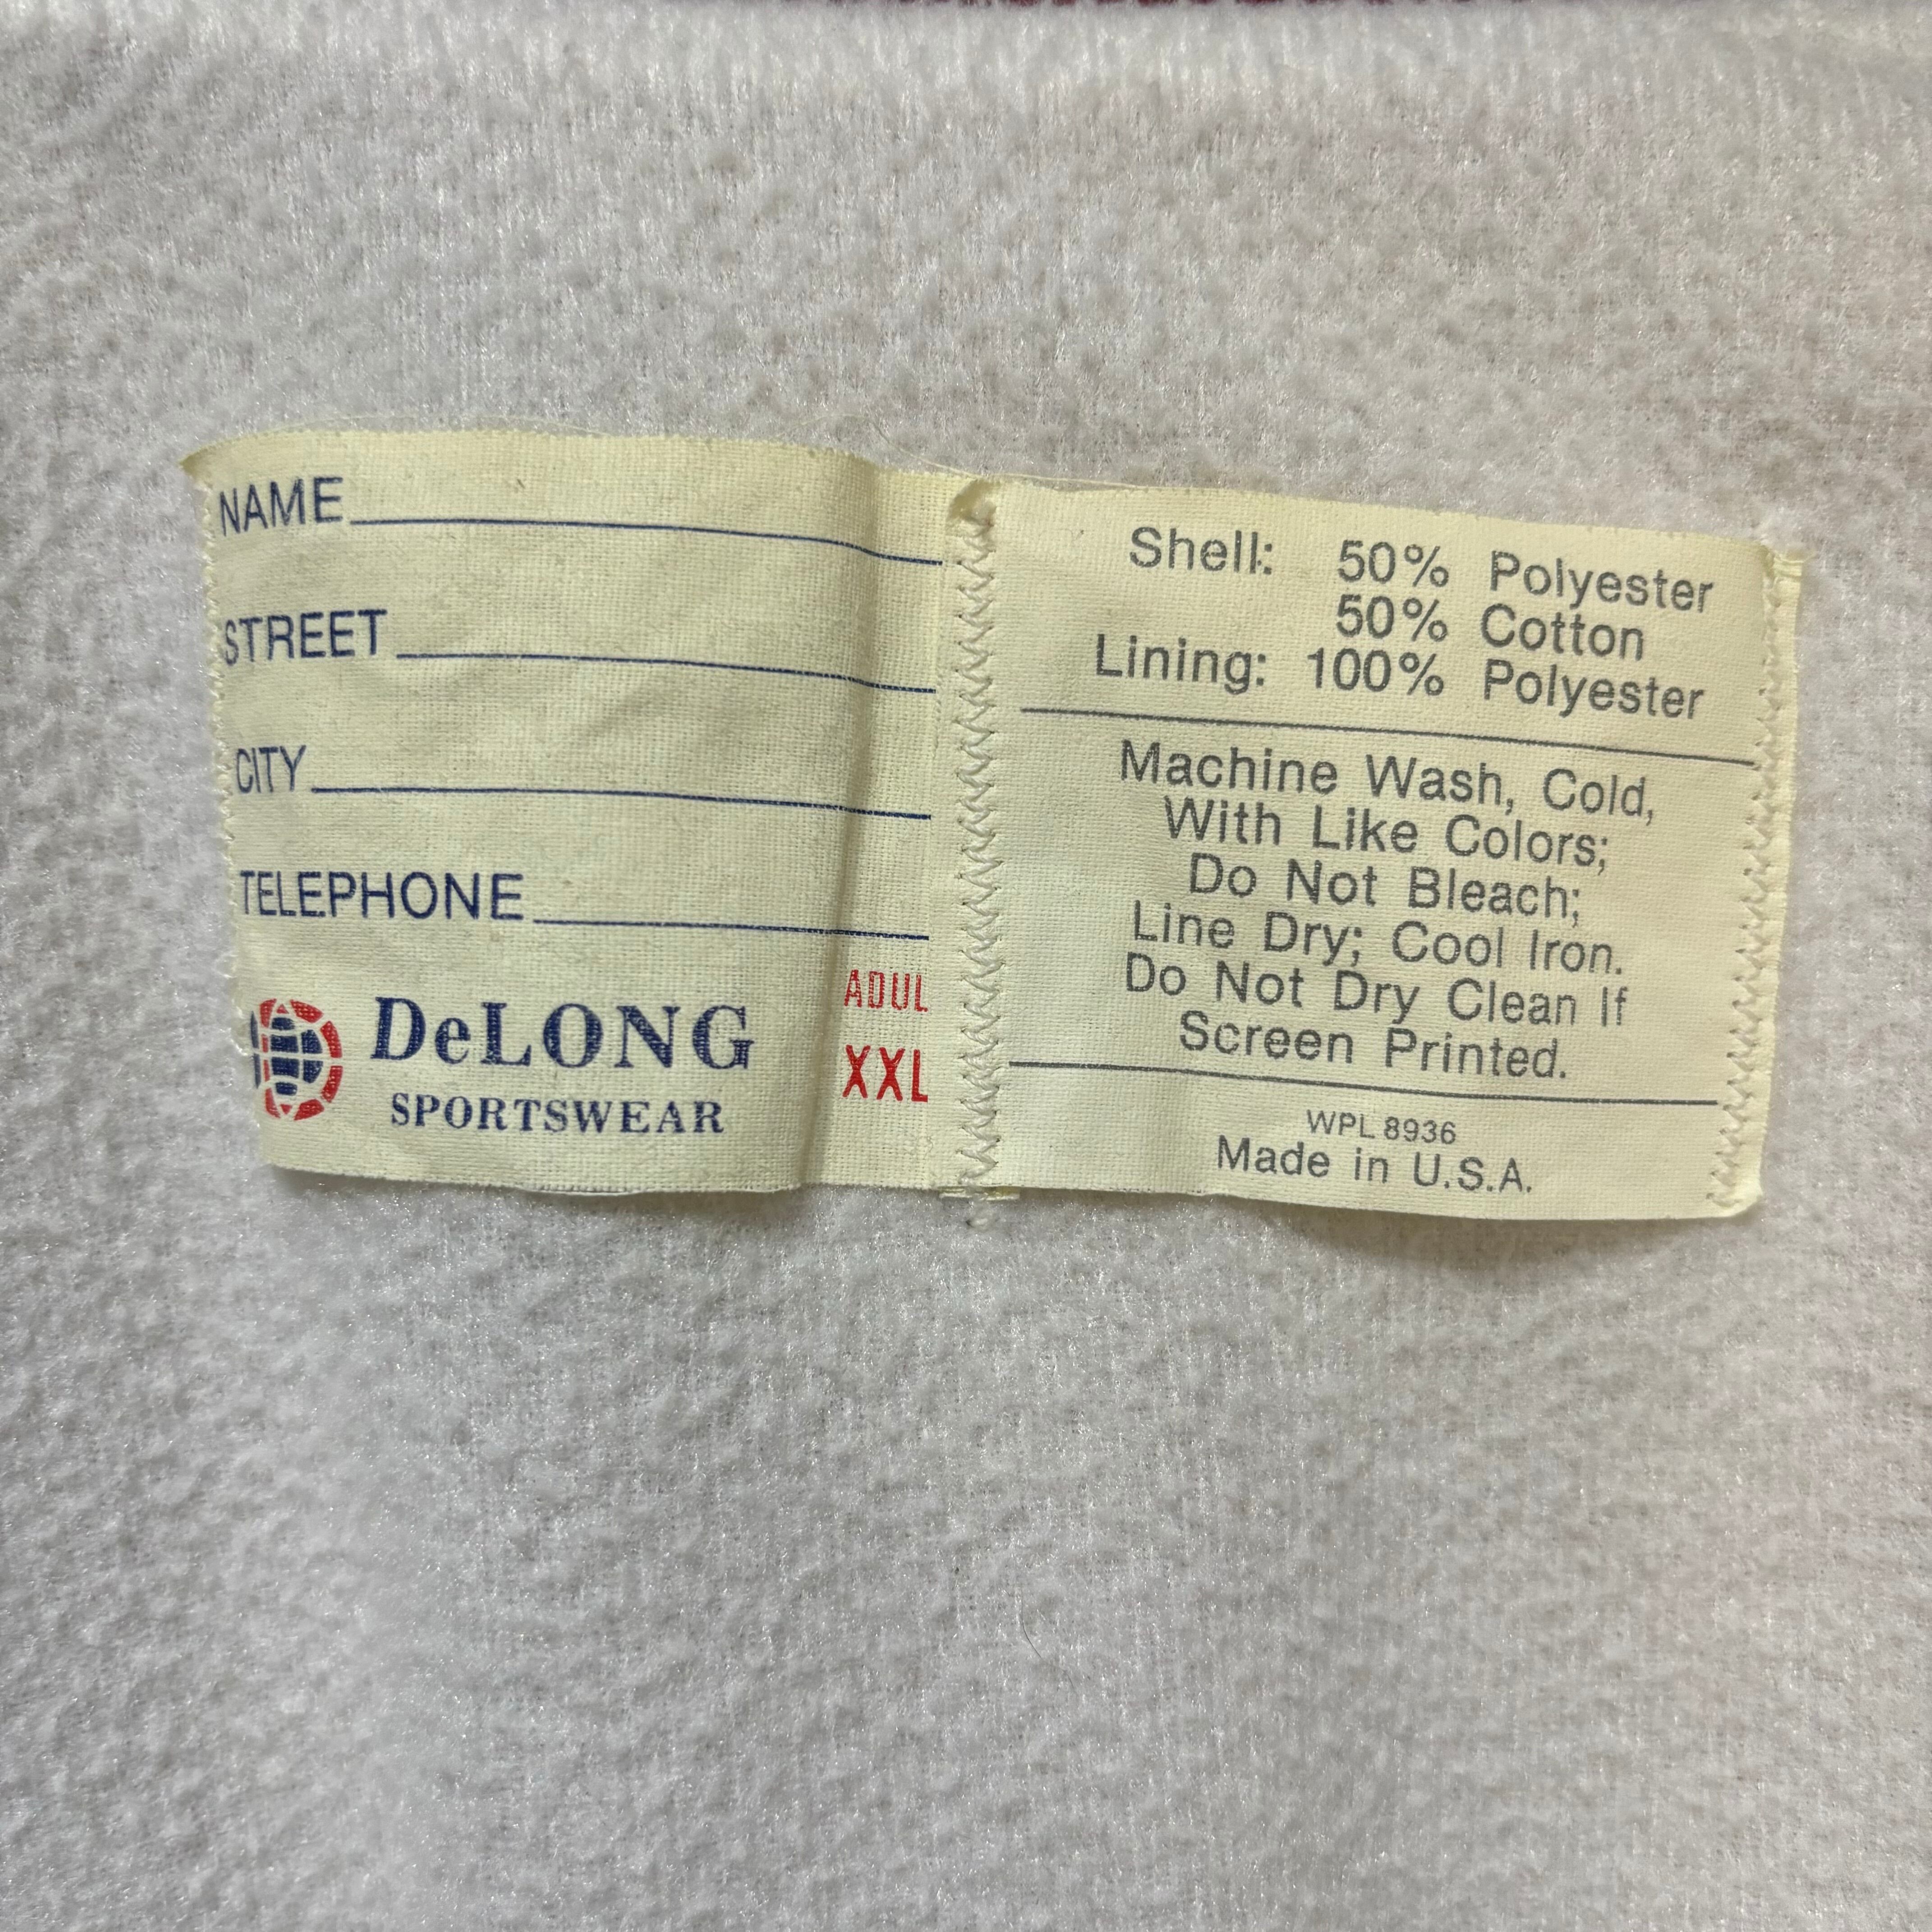 NAME
STREET
CITY
TELEPHONE
ADUL
XXL
DeLONG
SPORTSWEAR
Shell: 50% Polyester
50% Cotton
Lining: 100% Polyester
Machine Wash, Cold,
With Like Colors;
Do Not Bleach;
Line Dry; Cool Iron.
Do Not Dry Clean If
Screen Printed.
WPL 8936
Made in U.S.A.